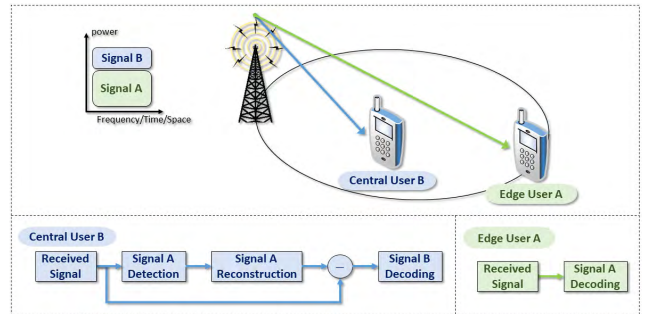 power
Signal B
Signal A
Frequency/Time/Space
Central User B
Edge User A
Central User B
Received
Signal
Signal A
Detection
Signal A
Reconstruction
—
Signal B
Decoding
Edge User A
Received
Signal
Signal A
Decoding